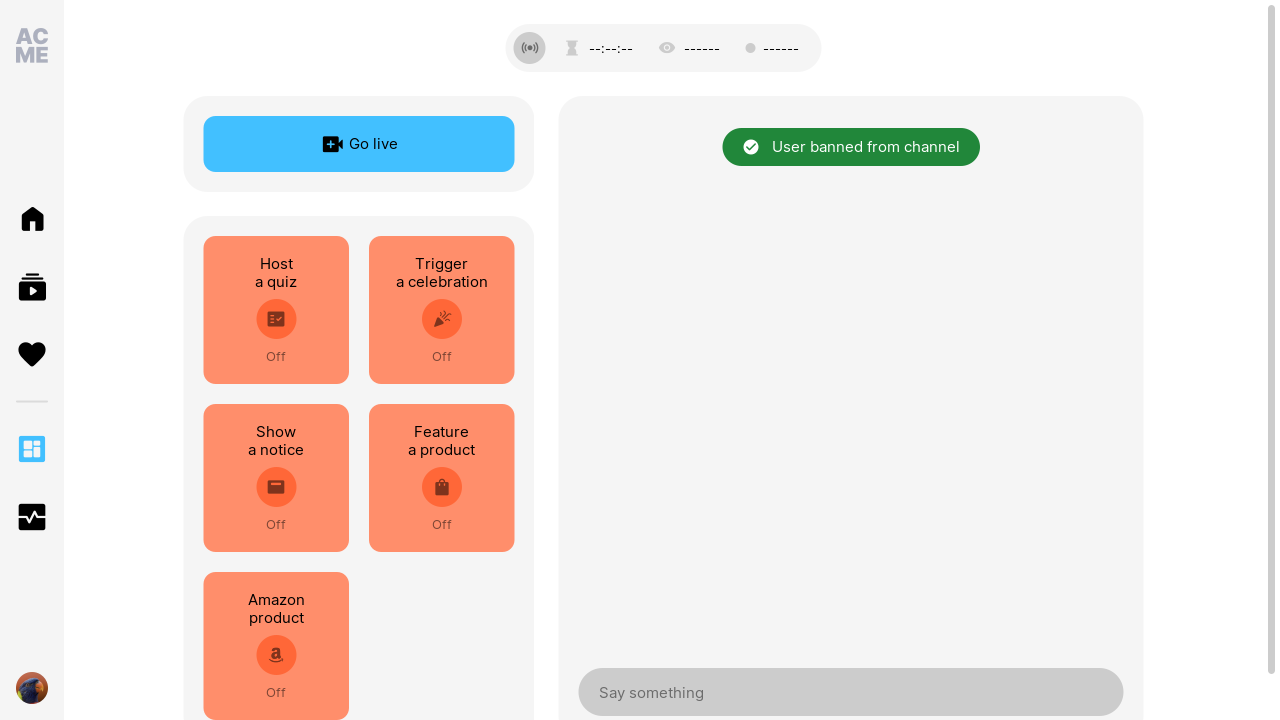 AC
ME
--:--:--
------
------
Go live
User banned from channel
Host
a quiz
Off
Trigger
a celebration
Off
Show
a notice
Off
Feature
a product
Off
Amazon
product
Off
Say something